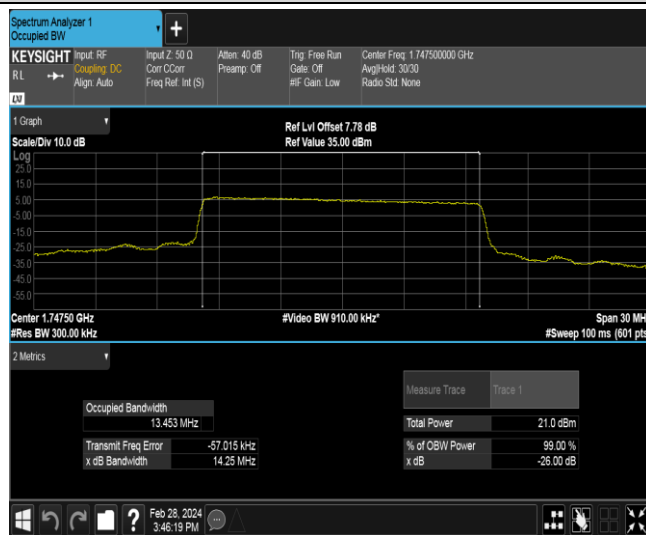 Spectrum Analyzer 1
Occupied BW
+
KEYSIGHT
RL
LXI
Input: RF
Coupling: DC
Align: Auto
Input Z: 50 Ω
Corr CCorr
Freq Ref: Int (S)
Atten: 40 dB
Preamp: Off
Trig: Free Run
Gate: Off
#IF Gain: Low
Center Freq: 1.747500000 GHz
Avg|Hold: 30/30
Radio Std: None
1 Graph
Scale/Div 10.0 dB
Ref Lvl Offset 7.78 dB
Ref Value 35.00 dBm
Log
25.0
15.0
5.00
-5.00
-15.0
-25.0
-35.0
-45.0
-55.0
Center 1.74750 GHz
#Res BW 300.00 kHz
#Video BW 910.00 kHz*
Span 30 MH
#Sweep 100 ms (601 pts
2 Metrics
Measure Trace Trace 1
Occupied Bandwidth
13.453 MHz
Total Power 21.0 dBm
Transmit Freq Error -57.015 kHz
% of OBW Power 99.00 %
x dB Bandwidth 14.25 MHz
x dB -26.00 dB
?
Feb 28, 2024
3:46:19 PM